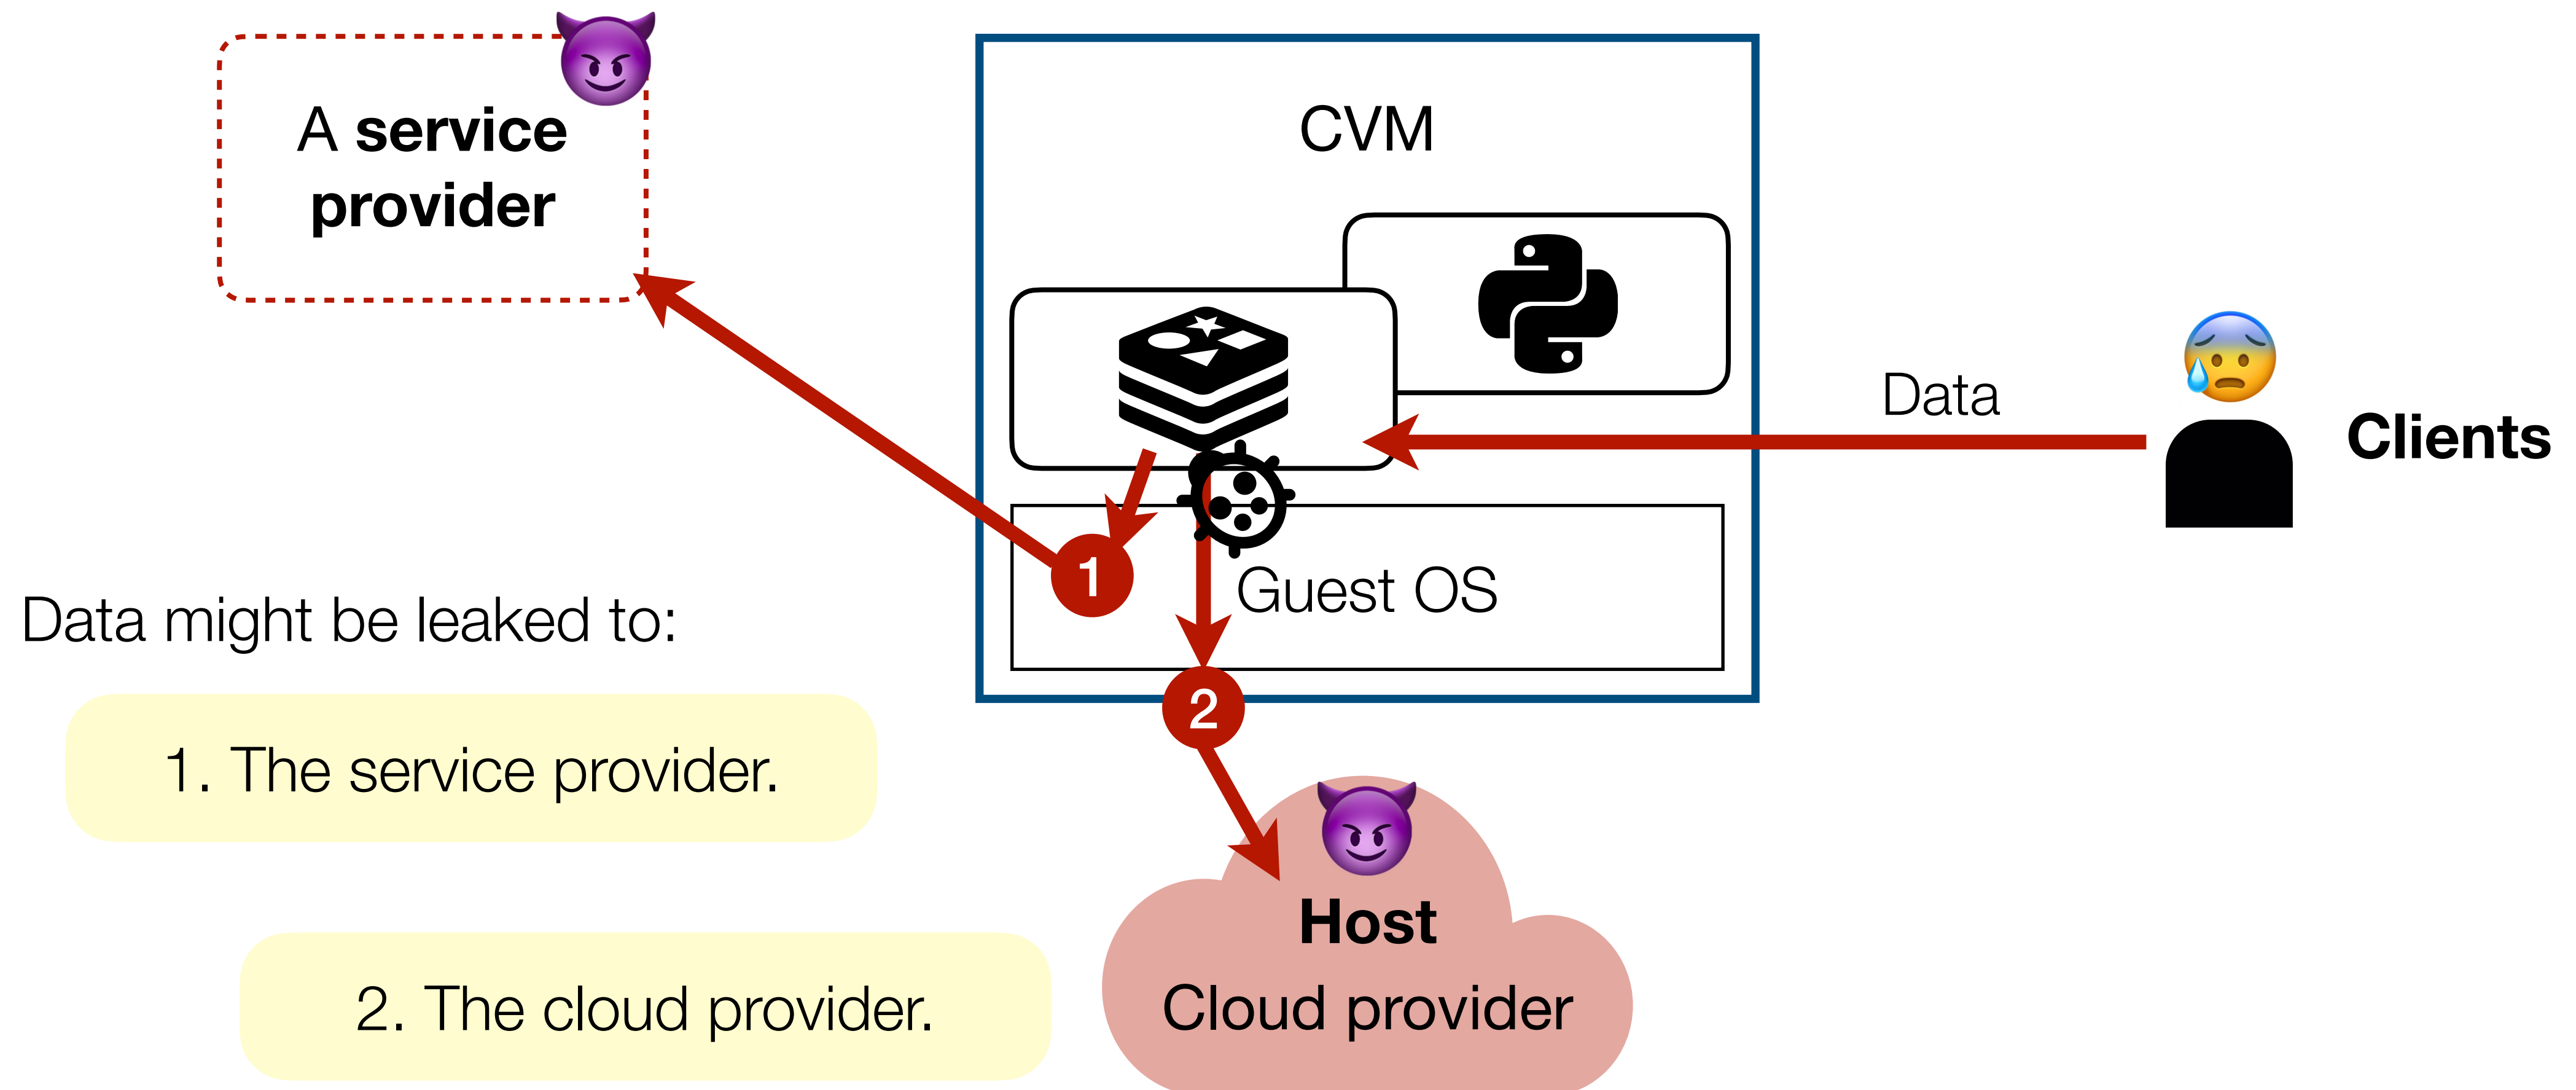 A service
provider
CVM
Data
Clients
1
Guest OS
Data might be leaked to:
2
1. The service provider.
Host
2. The cloud provider.
Cloud provider